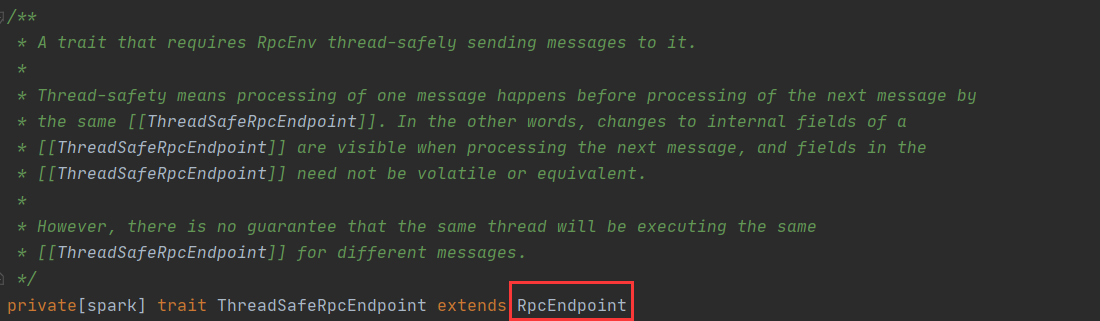 /**
* A trait that requires RpcEnv thread-safely sending messages to it.
*
* Thread-safety means processing of one message happens before processing of the next message by
* the same [[ThreadSafeRpcEndpoint]]. In the other words, changes to internal fields of a
* [[ThreadSafeRpcEndpoint]] are visible when processing the next message, and fields in the
* [[ThreadSafeRpcEndpoint]] need not be volatile or equivalent.
*
* However, there is no guarantee that the same thread will be executing the same
* [[ThreadSafeRpcEndpoint]] for different messages.
*/
private[spark] trait ThreadSafeRpcEndpoint extends RpcEndpoint